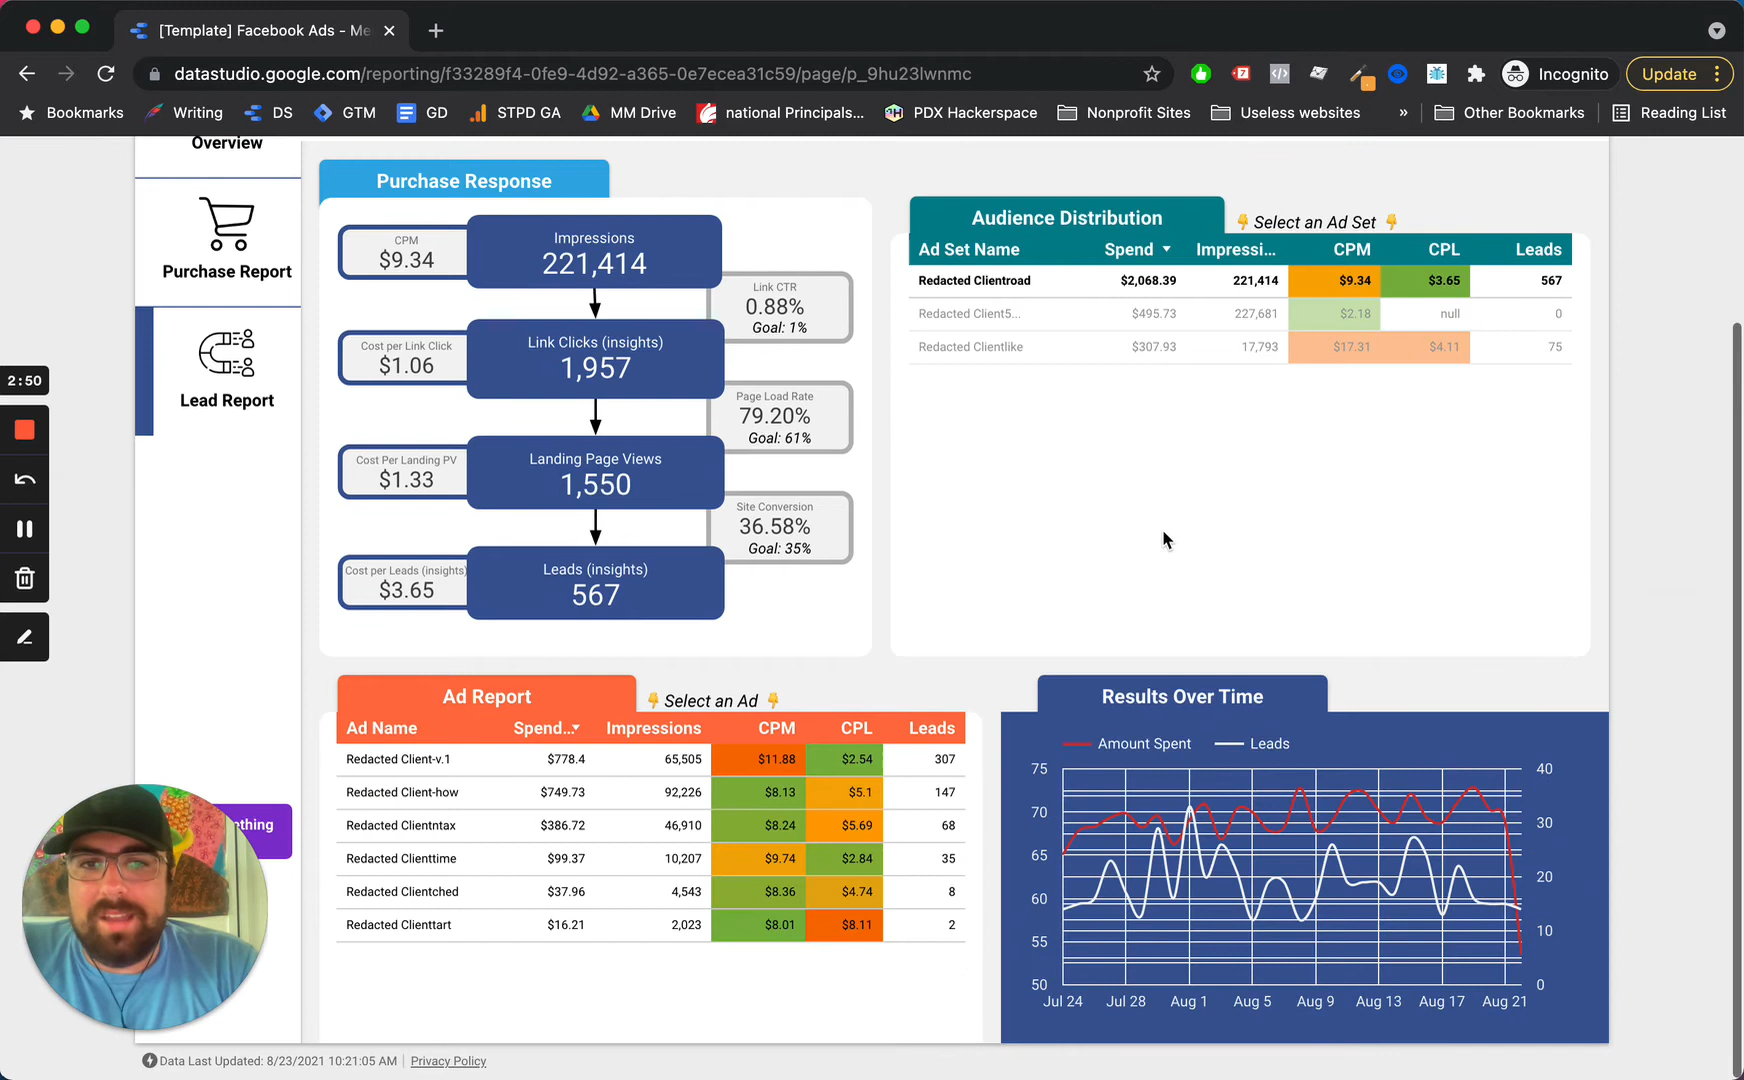 [Template] Facebook Ads - Me
datastudio.google.com/reporting/f33289f4-0fe9-4d92-a365-0e7ecea31c59/page/p_9hu23lwnmc
7
Incognito
Update
Bookmarks
Writing
DS
GTM
GD
STPD GA
MM Drive
national Principals...
PDX Hackerspace
Nonprofit Sites
Useless websites
»
Other Bookmarks
Reading List
Overview
Purchase Report
Lead Report
2:50
thing
Purchase Response
CPM
$9.34
Impressions
221,414
Link CTR
0.88%
Goal: 1%
Cost per Link Click
$1.06
Link Clicks (insights)
1,957
Page Load Rate
79.20%
Goal: 61%
Cost Per Landing PV
$1.33
Landing Page Views
1,550
Site Conversion
36.58%
Goal: 35%
Cost per Leads (insights)
$3.65
Leads (insights)
567
Audience Distribution
👇 Select an Ad Set 👇
Ad Set Name Spend Impressi... CPM CPL Leads
Redacted Clientroad $2,068.39 221,414 $9.34 $3.65 567
Redacted Client5... $495.73 227,681 $2.18 null 0
Redacted Clientlike $307.93 17,793 $17.31 $4.11 75
Ad Report
👇 Select an Ad 👇
Ad Name Spend... Impressions CPM CPL Leads
Redacted Client-v.1 $778.4 65,505 $11.88 $2.54 307
Redacted Client-how $749.73 92,226 $8.13 $5.1 147
Redacted Clientntax $386.72 46,910 $8.24 $5.69 68
Redacted Clienttime $99.37 10,207 $9.74 $2.84 35
Redacted Clientched $37.96 4,543 $8.36 $4.74 8
Redacted Clienttart $16.21 2,023 $8.01 $8.11 2
Results Over Time
Amount Spent Leads
75 40
70 30
65
60 20
55 10
50 0
Jul 24 Jul 28 Aug 1 Aug 5 Aug 9 Aug 13 Aug 17 Aug 21
Data Last Updated: 8/23/2021 10:21:05 AM | Privacy Policy